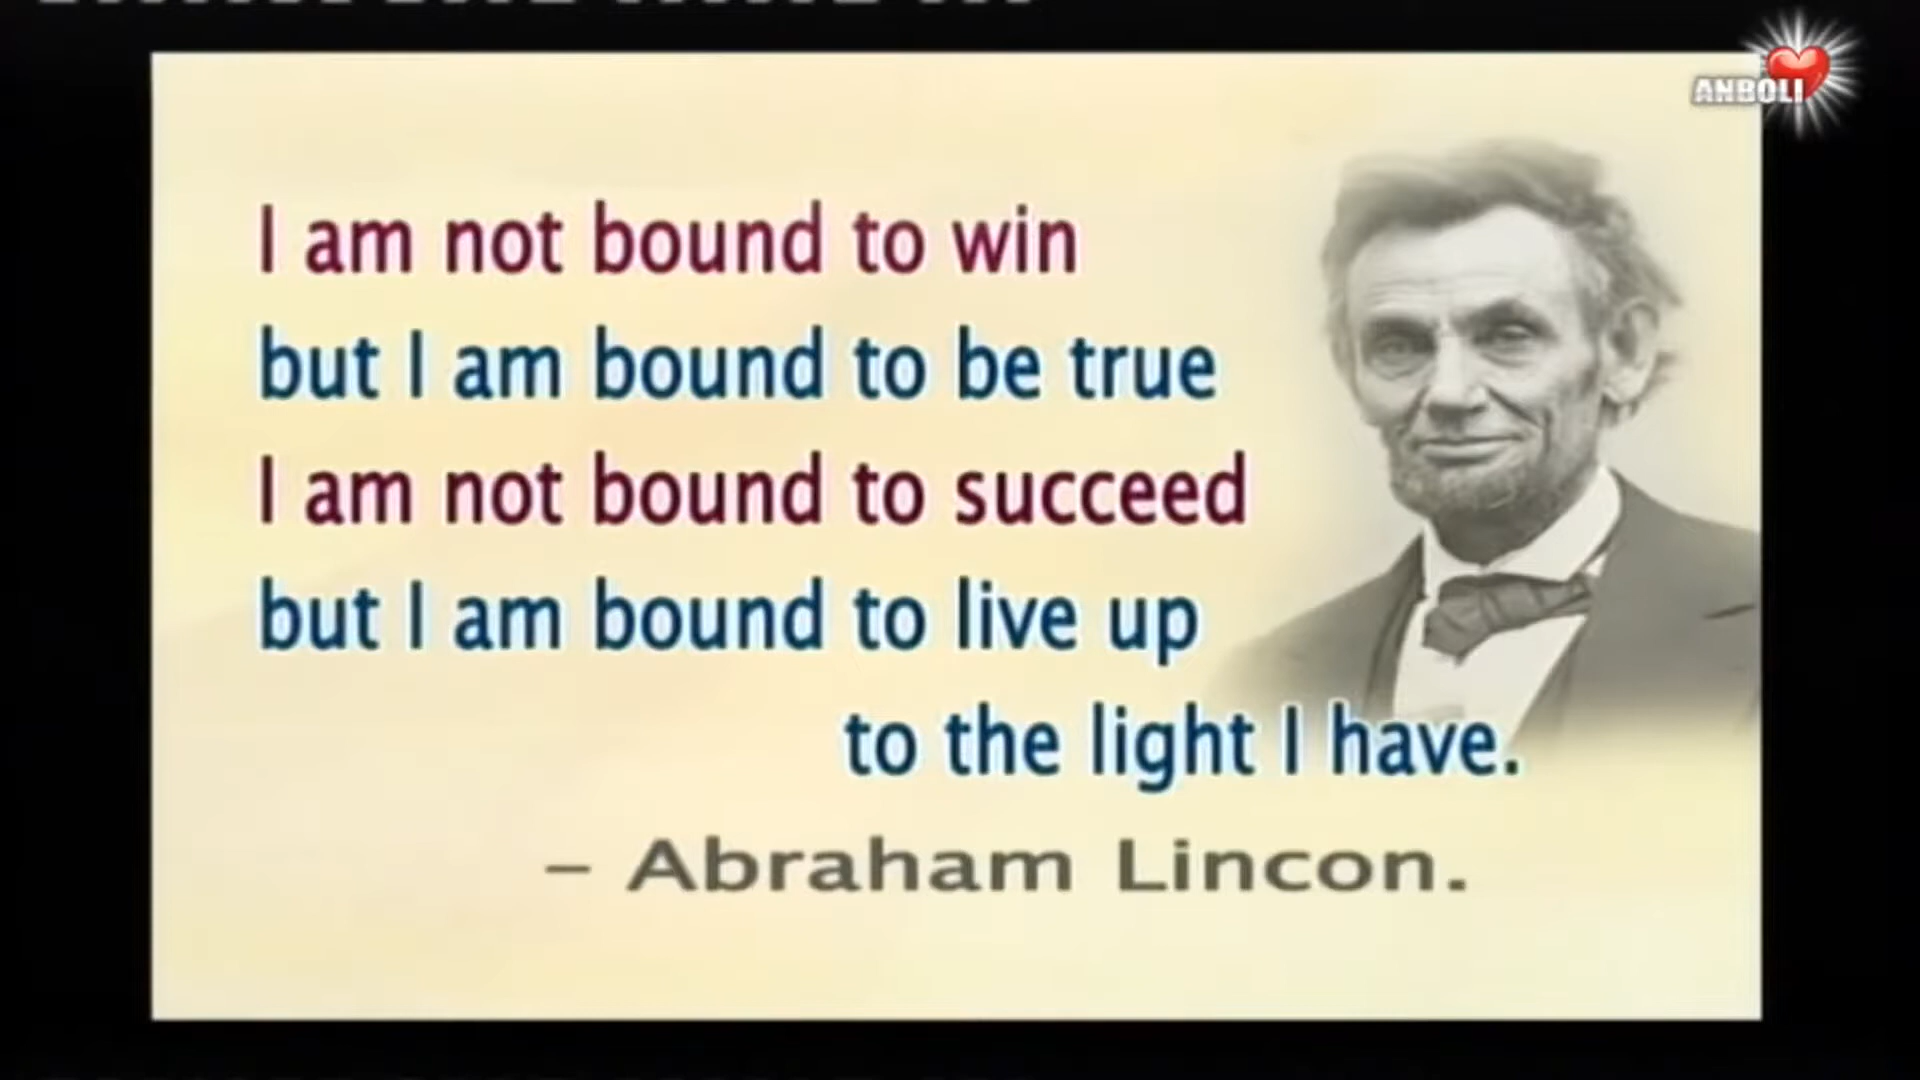 ANBOLI
I am not bound to win
but I am bound to be true
I am not bound to succeed
but I am bound to live up
to the light I have.
– Abraham Lincon.